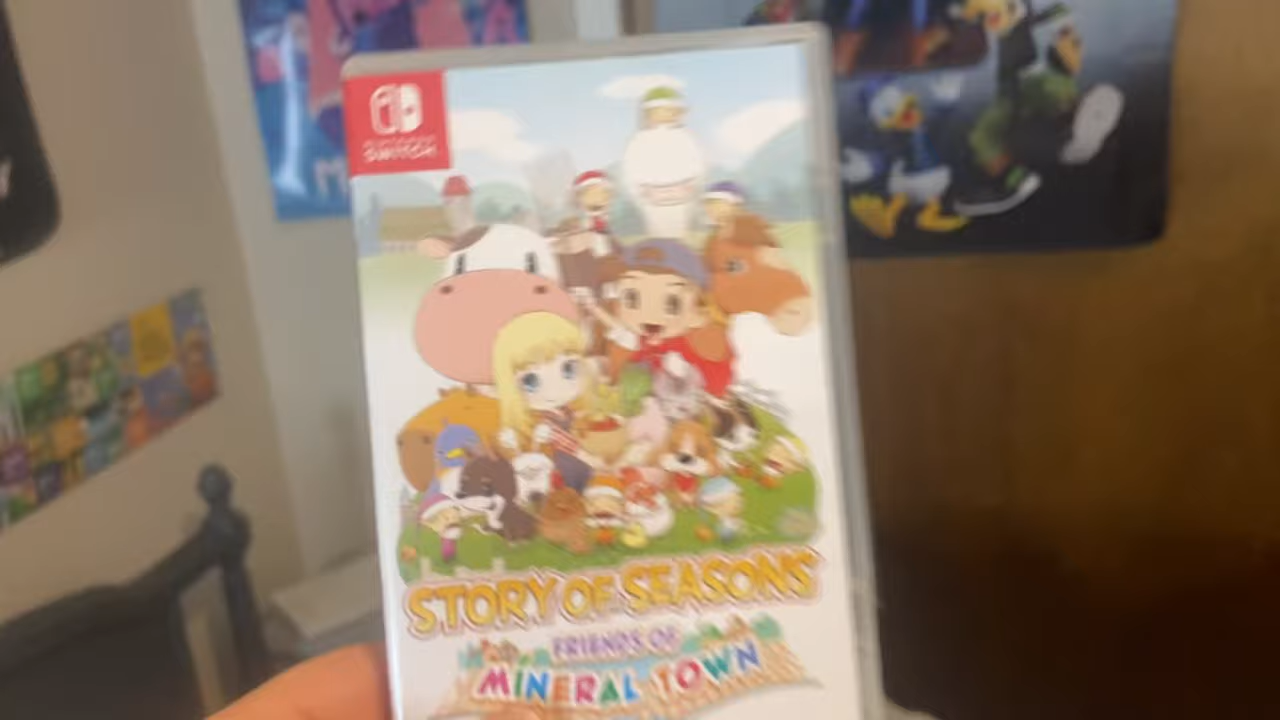 NINTENDO
SWITCH
STORY OF SEASONS
FRIENDS OF
MINERAL TOWN